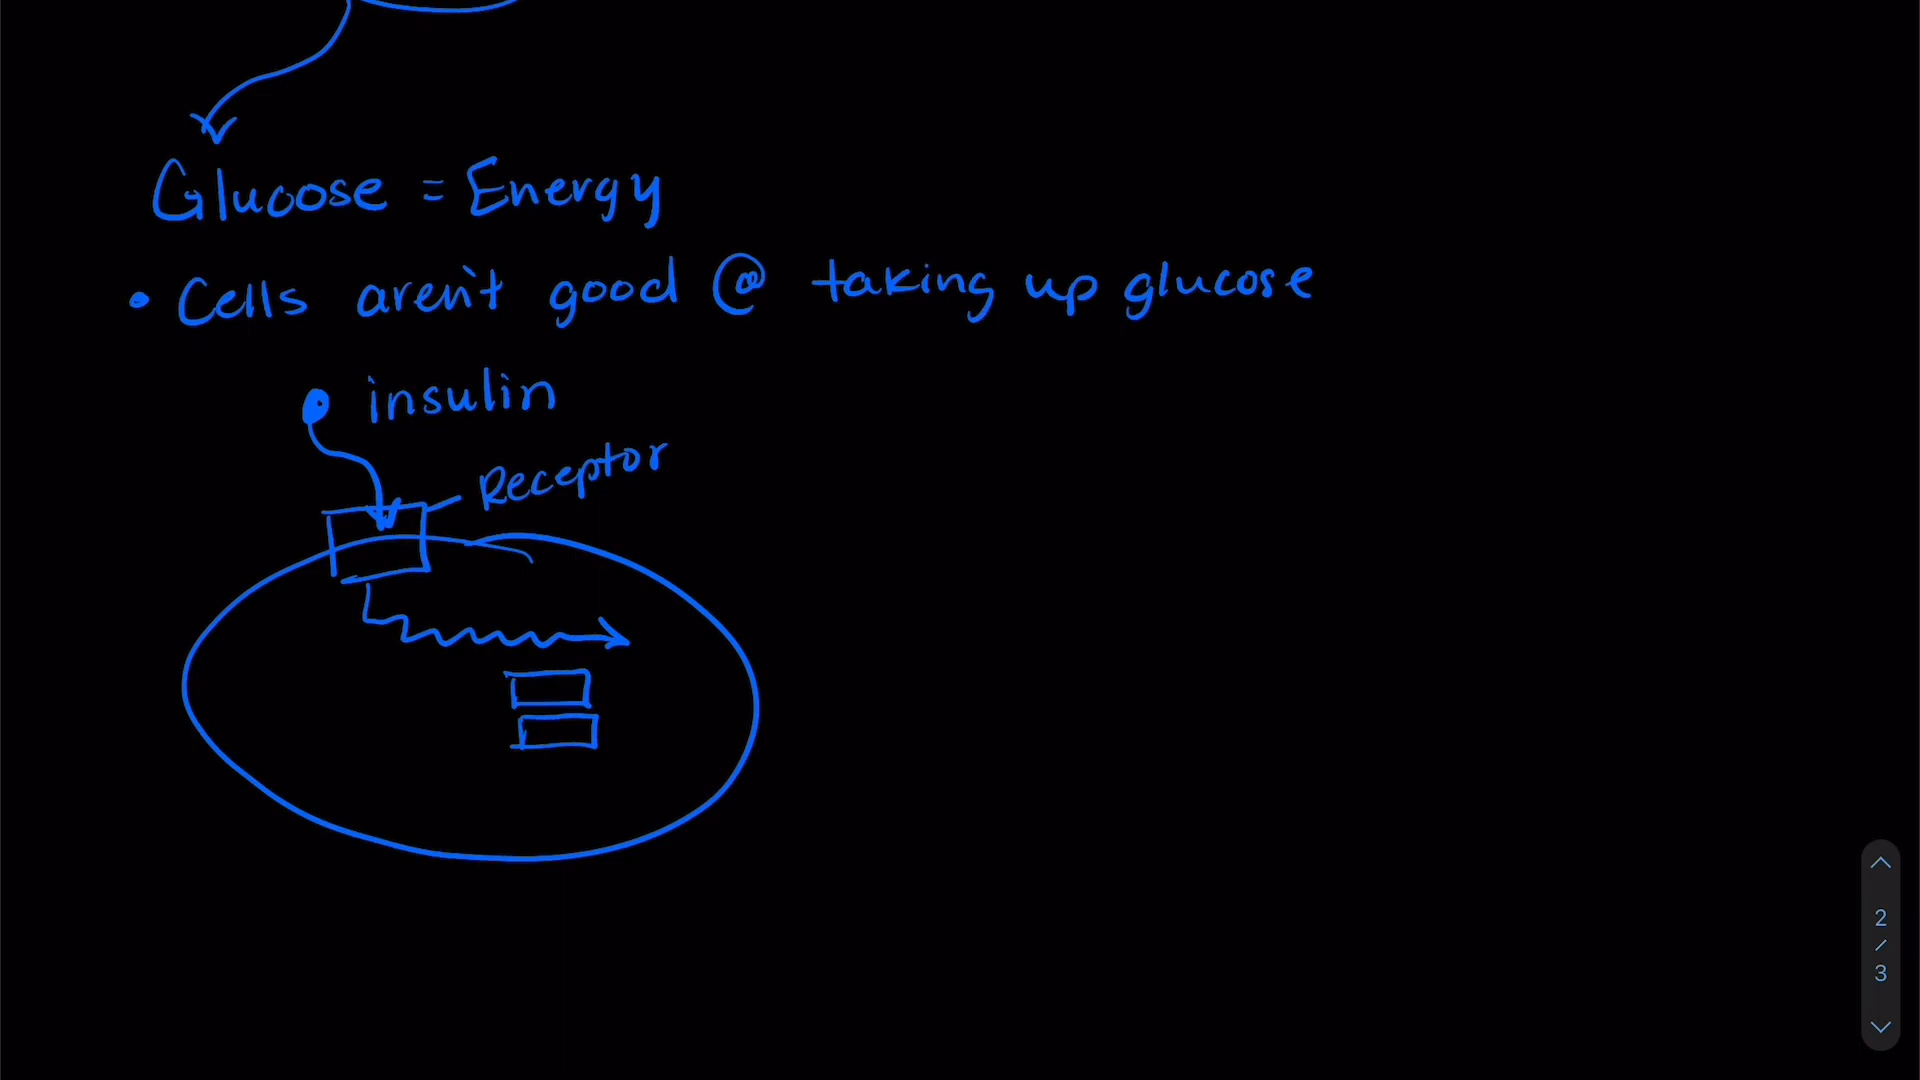 Glucose = Energy
• Cells aren't good @ taking up glucose
insulin
Receptor
2
/
3